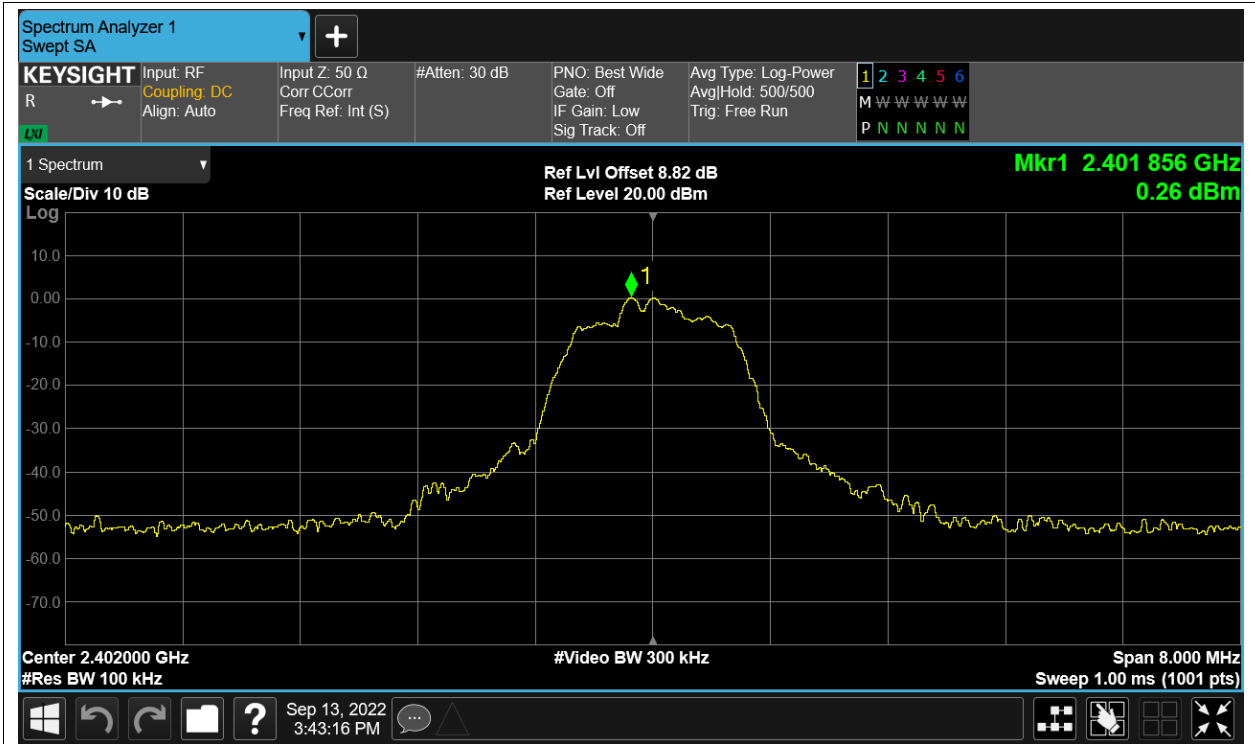 Spectrum Analyzer 1
Swept SA
KEYSIGHT
R
LXI
Input: RF
Coupling: DC
Align: Auto
Input Z: 50 Ω
Corr CCorr
Freq Ref: Int (S)
#Atten: 30 dB
PNO: Best Wide
Gate: Off
IF Gain: Low
Sig Track: Off
Avg Type: Log-Power
Avg|Hold: 500/500
Trig: Free Run
1 2 3 4 5 6
M W W W W W
P N N N N N
1 Spectrum
Scale/Div 10 dB
Log
Ref Lvl Offset 8.82 dB
Ref Level 20.00 dBm
Mkr1 2.401 856 GHz
0.26 dBm
10.0
0.00
-10.0
-20.0
-30.0
-40.0
-50.0
-60.0
-70.0
1
Center 2.402000 GHz
#Res BW 100 kHz
#Video BW 300 kHz
Span 8.000 MHz
Sweep 1.00 ms (1001 pts)
?
Sep 13, 2022
3:43:16 PM